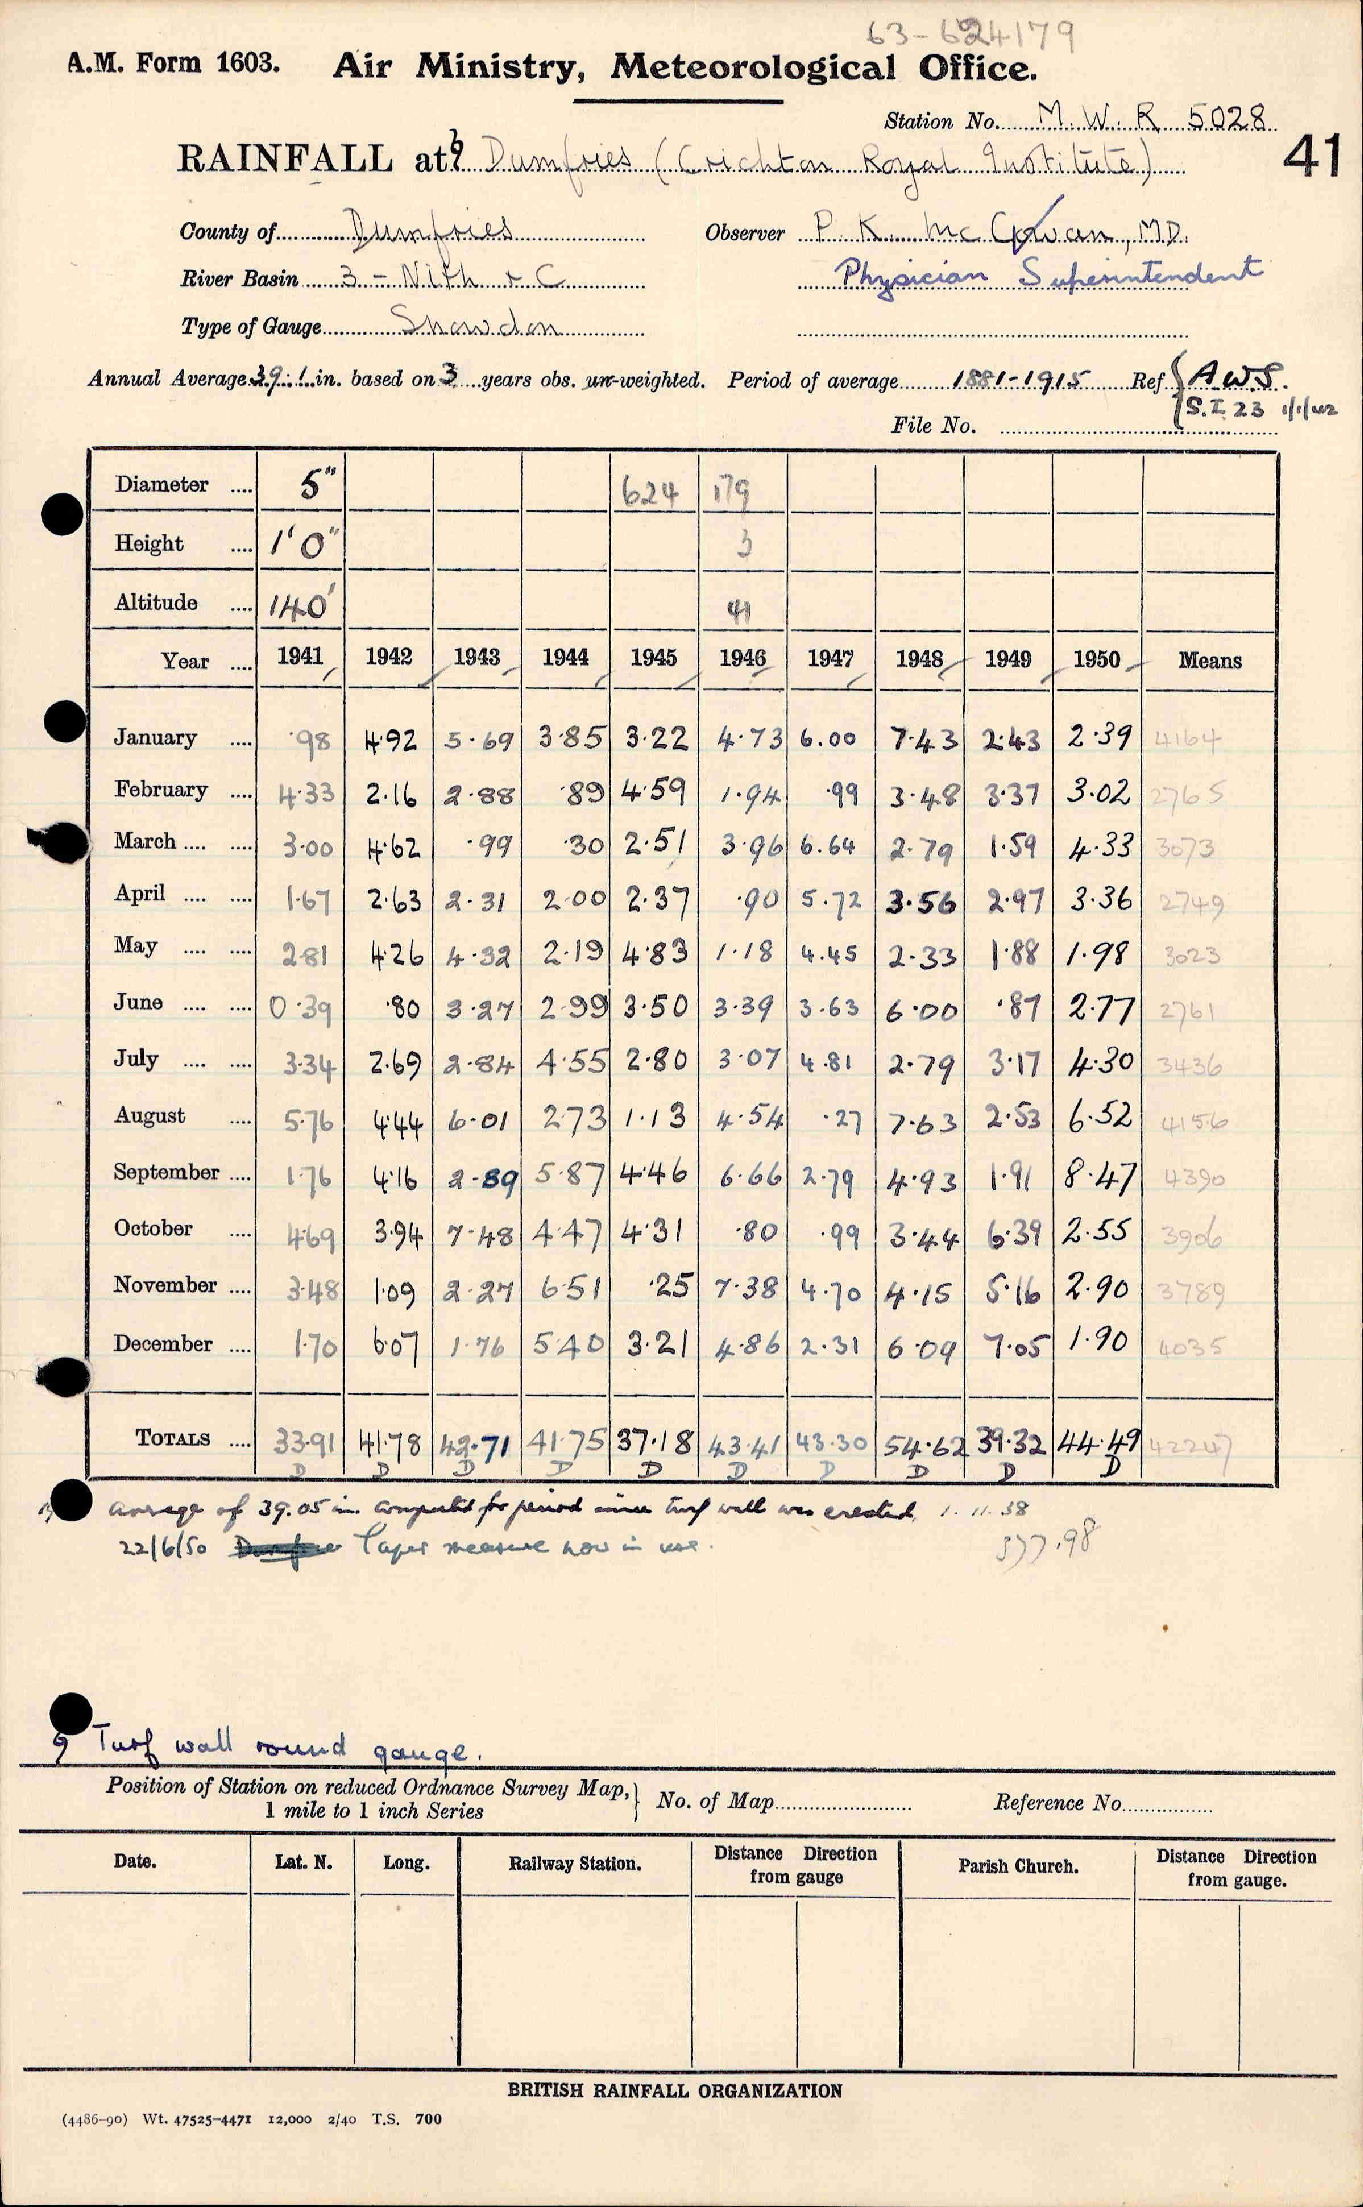 63-624179
A.M. Form 1603. Air Ministry, Meteorological Office.
Station No. M.W.R 5028
41
RAINFALL at Dumfries (Crichton Royal Institute)
County of Dumfries Observer P. K. McCowan, MD.
River Basin 3 - Nith & C Physician Superintendent
Type of Gauge Snowdon
Annual Average 39.1 in. based on 3 years obs. un-weighted. Period of average 1881-1915 Ref. A.W.S.
S.I. 23 1/1/42
File No.
Diameter .... 5" 624 179
Height .... 1'0" 3
Altitude .... 140' 41
Year .... 1941 1942 1943 1944 1945 1946 1947 1948 1949 1950 Means
January .... ·98 4·92 5·69 3·85 3·22 4·73 6.00 7·43 2·43 2·39 4164
February .... 4·33 2·16 2·88 ·89 4·59 1·94 ·99 3·48 3·37 3·02 2765
March .... .... 3·00 4·62 ·99 ·30 2·51 3·96 6.64 2·79 1·59 4·33 3073
April .... .... 1·67 2·63 2·31 2·00 2·37 ·90 5.72 3·56 2·97 3·36 2749
May .... .... 2·81 4·26 4·32 2·19 4·83 1·18 4.45 2·33 1·88 1·98 3023
June .... .... 0·39 ·80 3·27 2·99 3·50 3·39 3.63 6·00 ·87 2·77 2761
July .... .... 3·34 2·69 2·84 4·55 2·80 3·07 4.81 2·79 3·17 4·30 3436
August .... 5·76 4·44 6·01 2·73 1·13 4·54 ·27 7·63 2·53 6·52 4156
September .... 1·76 4·16 2·89 5·87 4·46 6·66 2·79 4·93 1·91 8·47 4390
October .... 4·69 3·94 7·48 4·47 4·31 ·80 ·99 3·44 6·39 2·55 3906
November .... 3·48 1·09 2·27 6·51 ·25 7·38 4·70 4·15 5·16 2·90 3789
December .... 1·70 6·07 1·76 5·40 3·21 4·86 2·31 6·09 7·05 1·90 4035
TOTALS .... 33·91 41·78 42·71 41·75 37·18 43·41 43·30 54·62 39·32 44·49 42247
D D D D D D D D D D
average of 39.05 in. computed for period since turf wall was erected, 1.11.38
22/6/50 Taper measure now in use. 377.98
9 Turf wall round gauge.
Position of Station on reduced Ordnance Survey Map, 1 mile to 1 inch Series No. of Map Reference No.
Date. Lat. N. Long. Railway Station. Distance Direction from gauge Parish Church. Distance Direction from gauge.
BRITISH RAINFALL ORGANIZATION
(4486-90) Wt. 47525-4471 12,000 2/40 T.S. 700